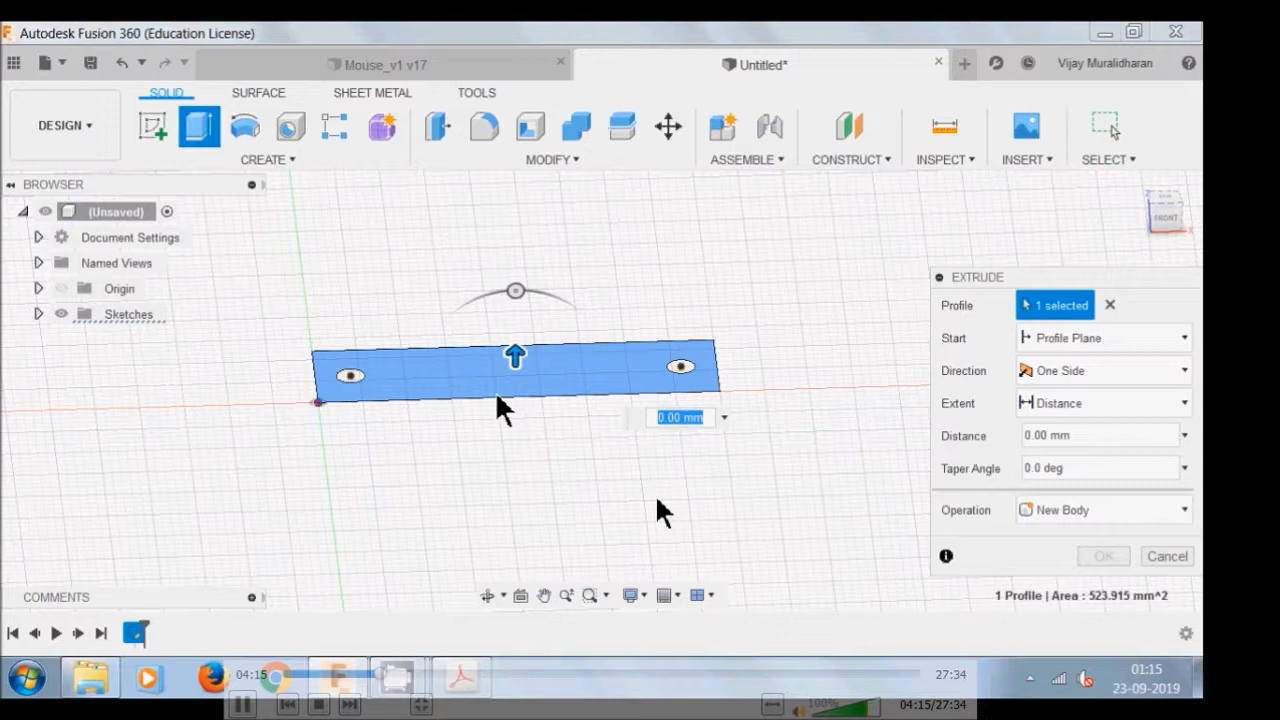 Autodesk Fusion 360 (Education License)
Mouse_v1 v17
Untitled*
Vijay Muralidharan
DESIGN
SOLID
SURFACE
SHEET METAL
TOOLS
CREATE
MODIFY
ASSEMBLE
CONSTRUCT
INSPECT
INSERT
SELECT
BROWSER
(Unsaved)
Document Settings
Named Views
Origin
Sketches
FRONT
0.00 mm
EXTRUDE
Profile 1 selected
Start Profile Plane
Direction One Side
Extent Distance
Distance 0.00 mm
Taper Angle 0.0 deg
Operation New Body
OK Cancel
COMMENTS
1 Profile | Area : 523.915 mm^2
04:15
27:34
01:15
23-09-2019
100%
04:15/27:34